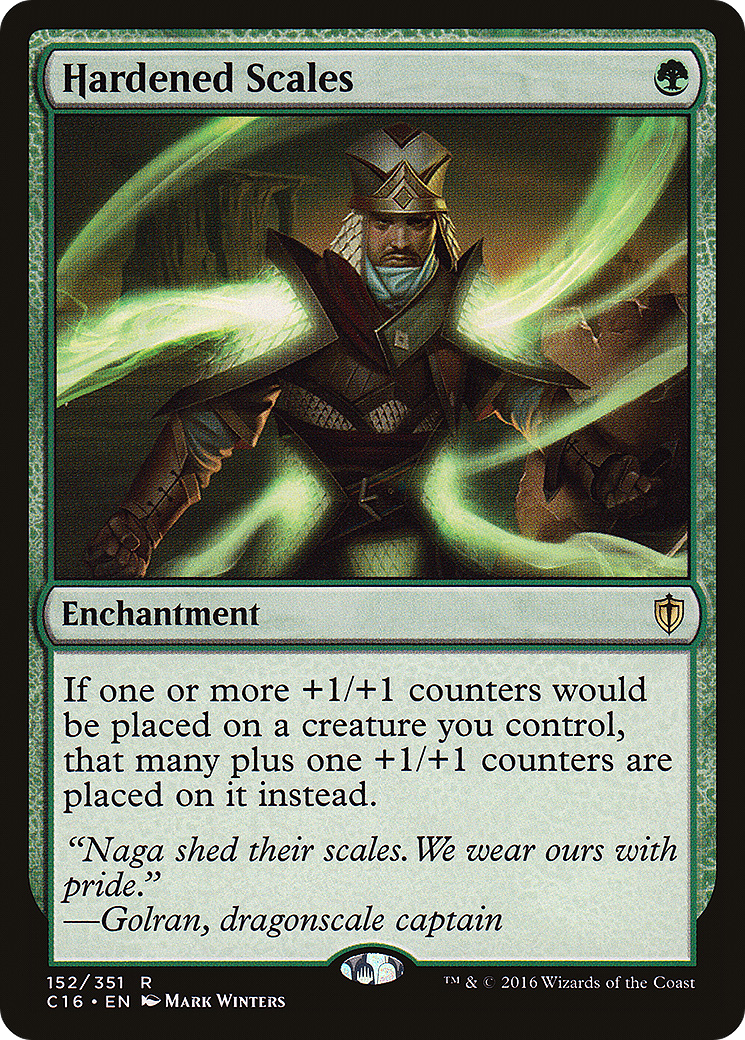 Hardened Scales
Enchantment
If one or more +1/+1 counters would
be placed on a creature you control,
that many plus one +1/+1 counters are
placed on it instead.
“Naga shed their scales. We wear ours with
pride.”
—Golran, dragonscale captain
152/351 R
™ & © 2016 Wizards of the Coast
C16 • EN Mark Winters